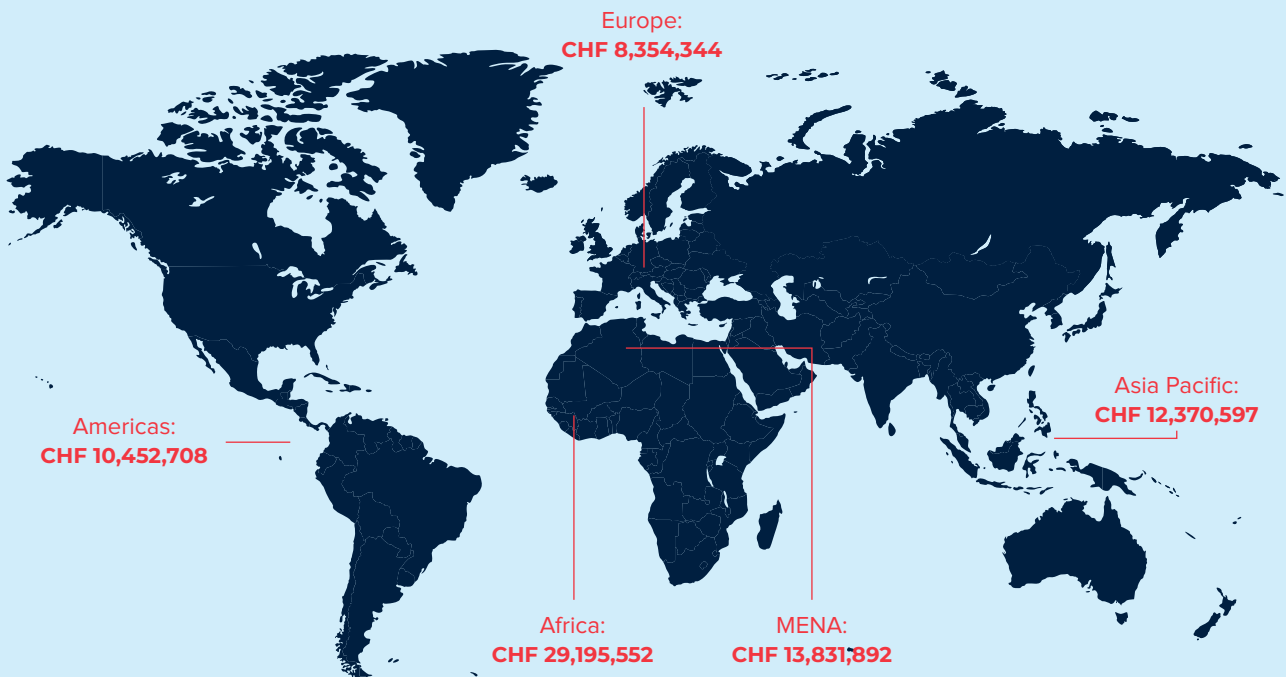 Europe:
CHF 8,354,344
Asia Pacific:
CHF 12,370,597
Americas:
CHF 10,452,708
Africa:
CHF 29,195,552
MENA:
CHF 13,831,892